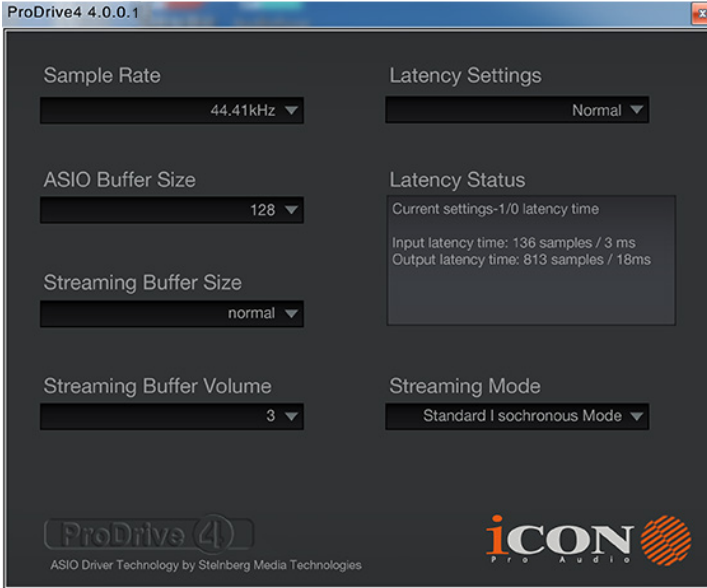 ProDrive4 4.0.0.1
Sample Rate
44.41kHz
ASIO Buffer Size
128
Streaming Buffer Size
normal
Streaming Buffer Volume
3
Latency Settings
Normal
Latency Status
Current settings-1/0 latency time
Input latency time: 136 samples / 3 ms
Output latency time: 813 samples / 18ms
Streaming Mode
Standard I sochronous Mode
ProDrive 4
ASIO Driver Technology by Stelnberg Media Technologies
iCON
Pro Audio